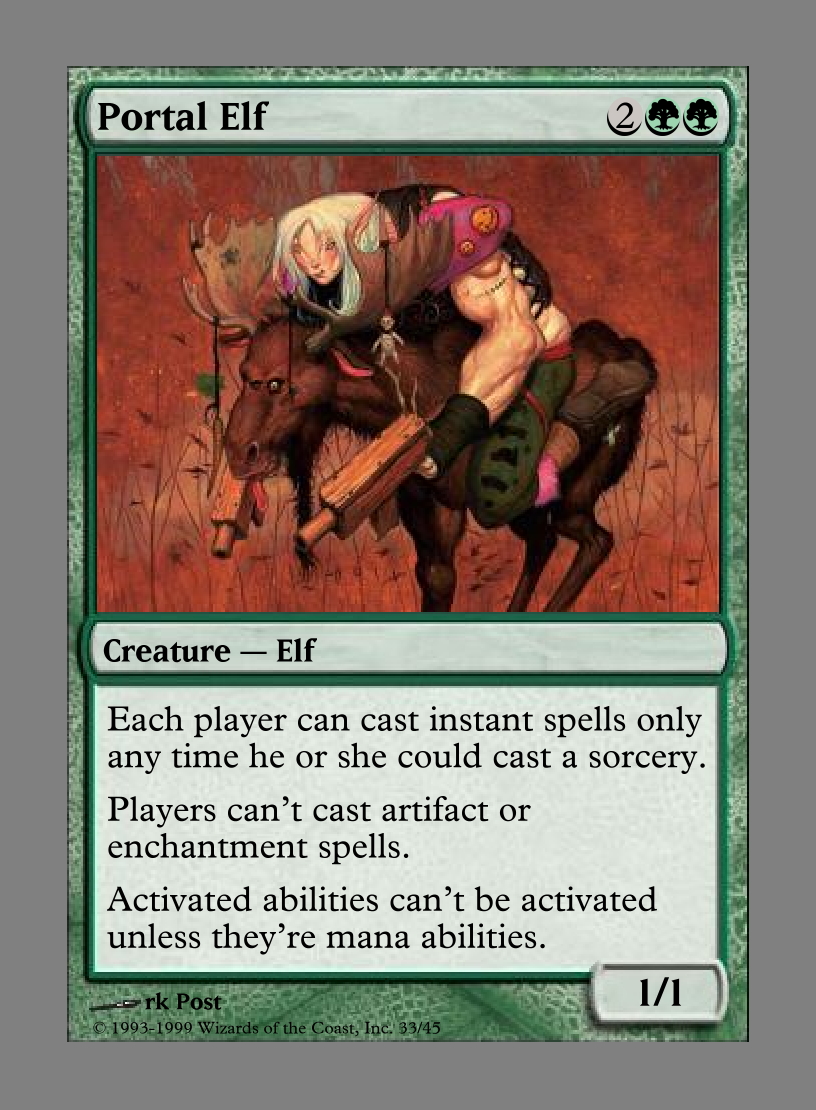 Portal Elf 2
Creature — Elf
Each player can cast instant spells only
any time he or she could cast a sorcery.
Players can't cast artifact or
enchantment spells.
Activated abilities can't be activated
unless they're mana abilities.
1/1
rk Post
© 1993-1999 Wizards of the Coast, Inc. 33/45